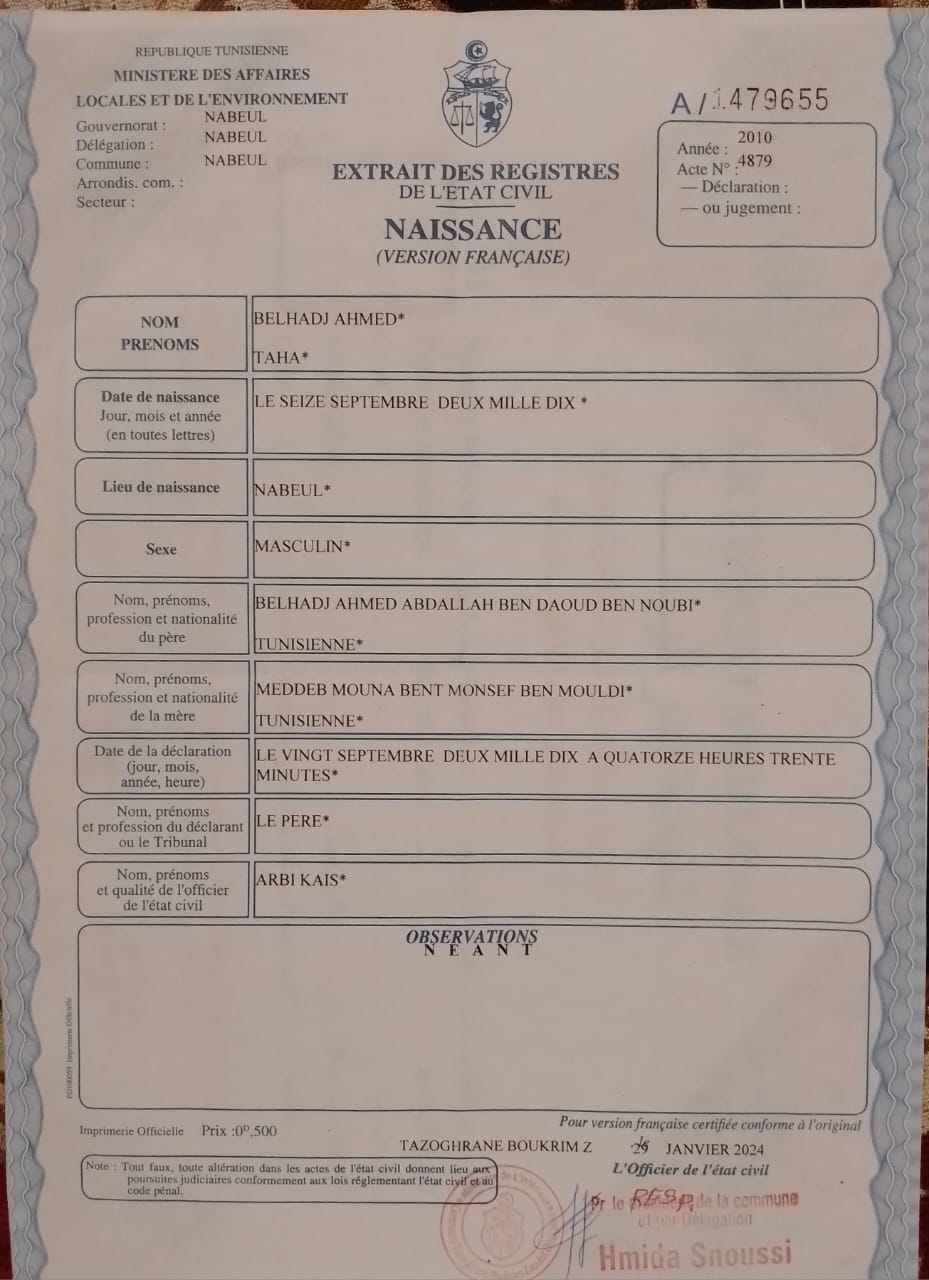 REPUBLIQUE TUNISIENNE
MINISTERE DES AFFAIRES
LOCALES ET DE L'ENVIRONNEMENT
Gouvernorat : NABEUL
Délégation : NABEUL
Commune : NABEUL
Arrondis. com. :
Secteur :
EXTRAIT DES REGISTRES
DE L'ETAT CIVIL
NAISSANCE
(VERSION FRANÇAISE)
A/1479655
Année : 2010
Acte N° : 4879
— Déclaration :
— ou jugement :
NOM
PRENOMS
BELHADJ AHMED*
TAHA*
Date de naissance
Jour, mois et année
(en toutes lettres)
LE SEIZE SEPTEMBRE DEUX MILLE DIX *
Lieu de naissance
NABEUL*
Sexe
MASCULIN*
Nom, prénoms,
profession et nationalité
du père
BELHADJ AHMED ABDALLAH BEN DAOUD BEN NOUBI*
TUNISIENNE*
Nom, prénoms,
profession et nationalité
de la mère
MEDDEB MOUNA BENT MONSEF BEN MOULDI*
TUNISIENNE*
Date de la déclaration
(jour, mois,
année, heure)
LE VINGT SEPTEMBRE DEUX MILLE DIX A QUATORZE HEURES TRENTE
MINUTES*
Nom, prénoms
et profession du déclarant
ou le Tribunal
LE PERE*
Nom, prénoms
et qualité de l'officier
de l'état civil
ARBI KAIS*
OBSERVATIONS
N E A N T
FO100059 Imprimerie Officielle
Imprimerie Officielle Prix :0ᴰ,500
Pour version française certifiée conforme à l'original
TAZOGHRANE BOUKRIM Z JANVIER 2024
L'Officier de l'état civil
Note : Tout faux, toute altération dans les actes de l'état civil donnent lieu aux
poursuites judiciaires conformement aux lois réglementant l'état civil et au
code pénal.
Pr le de la commune
et par Délégation
Hmida Snoussi